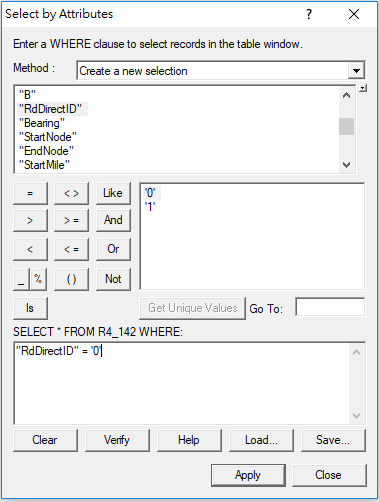 Select by Attributes ? ×
Enter a WHERE clause to select records in the table window.
Method : Create a new selection
"B"
"RdDirectID"
"Bearing"
"StartNode"
"EndNode"
"StartMile"
= < > Like
> > = And
< < = Or
_ % ( ) Not
Is
'0'
'1'
Get Unique Values Go To:
SELECT * FROM R4_142 WHERE:
"RdDirectID" = '0'
Clear Verify Help Load... Save...
Apply Close